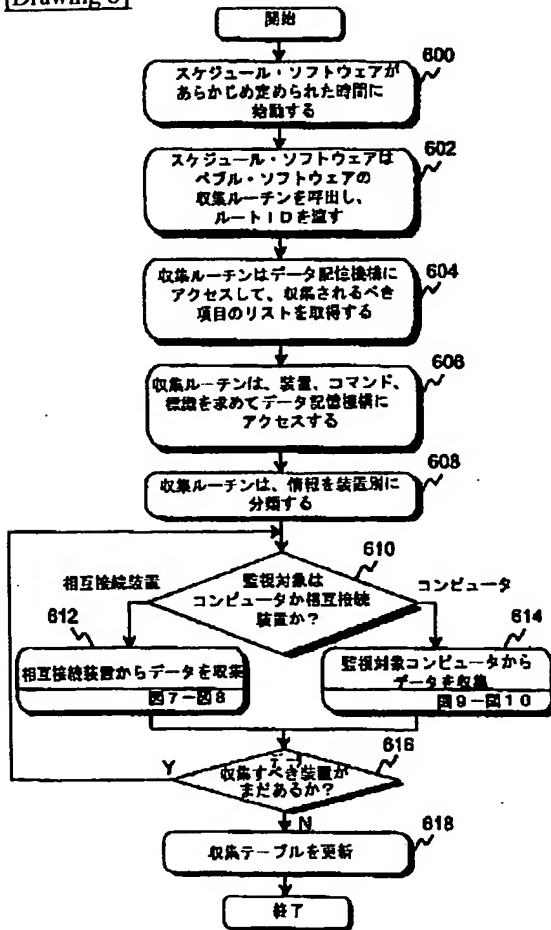 [Drawing 6]
開始
600
スケジュール・ソフトウェアが
あらかじめ定められた時間に
始動する
602
スケジュール・ソフトウェアは
ペブル・ソフトウェアの
収集ルーチンを呼出し、
ルートIDを渡す
604
収集ルーチンはデータ記憶機構に
アクセスして、収集されるべき
項目のリストを取得する
606
収集ルーチンは、装置、コマンド、
標識を求めてデータ記憶機構に
アクセスする
608
収集ルーチンは、情報を装置別に
分類する
610
監視対象は
コンピュータか相互接続
装置か？
相互接続装置
コンピュータ
612
相互接続装置からデータを収集
図7-図8
614
監視対象コンピュータから
データを収集
図9-図10
616
データ
収集すべき装置が
まだあるか？
Y
N
618
収集テーブルを更新
終了